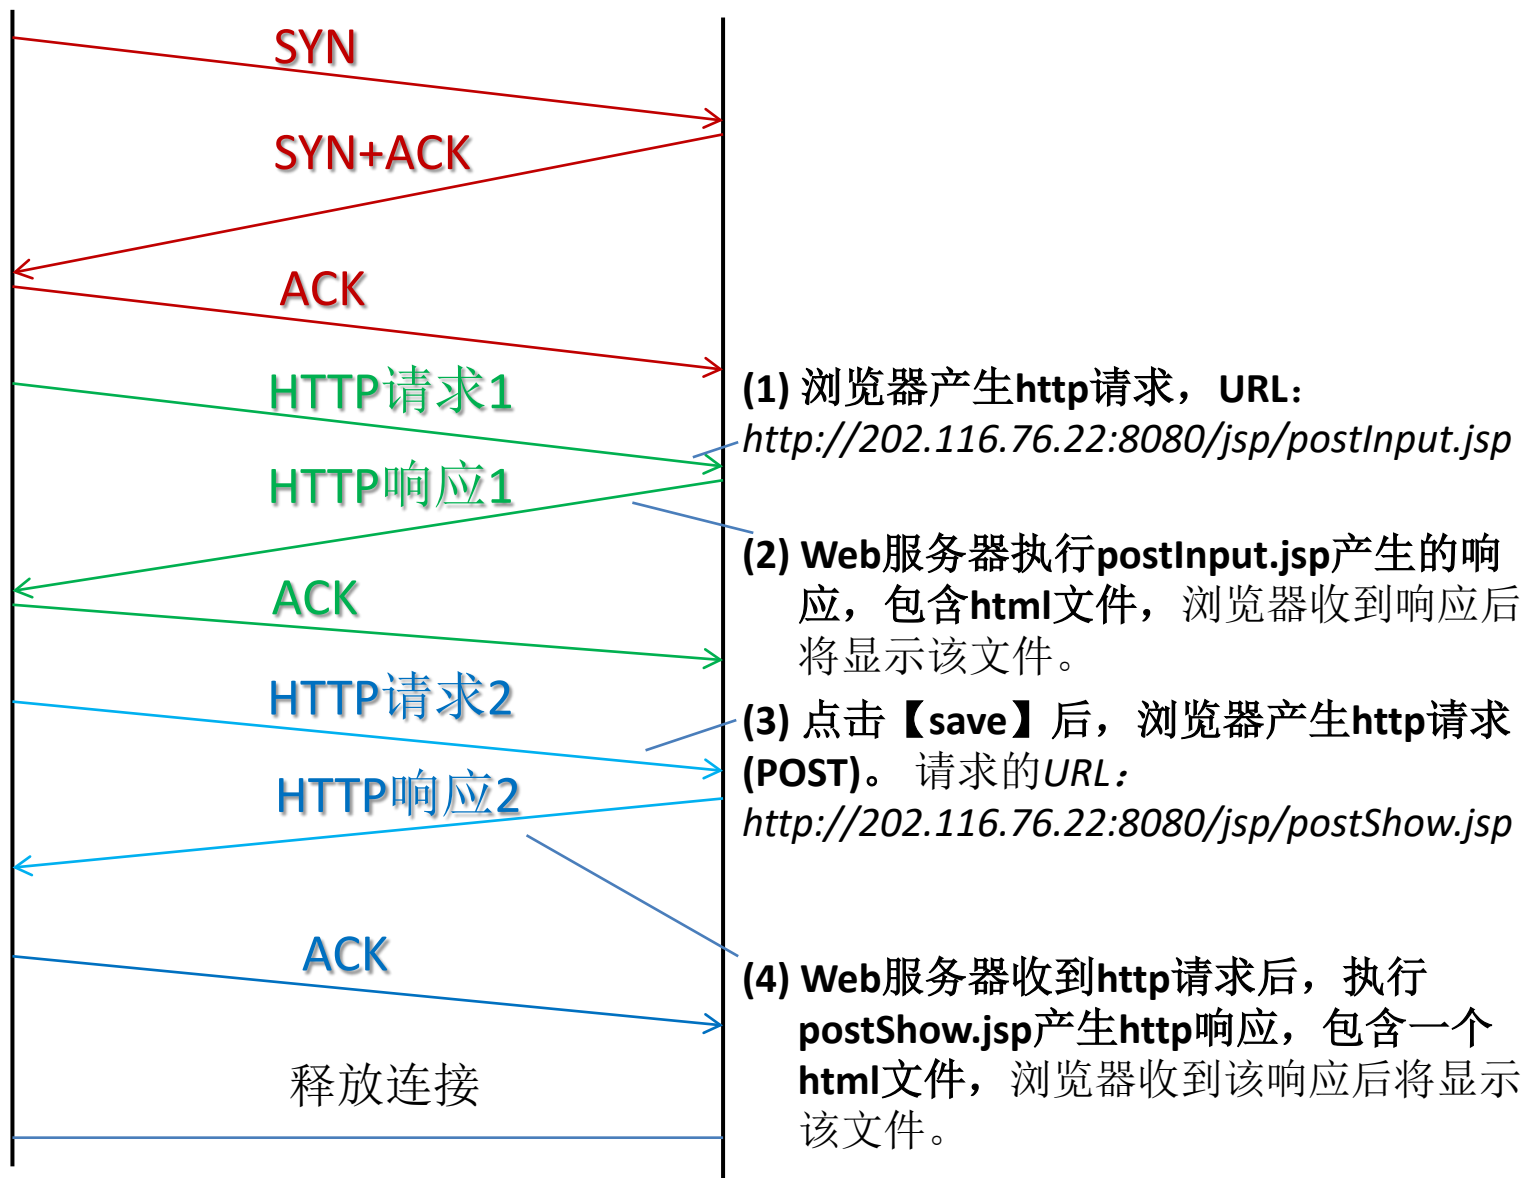 SYN
SYN+ACK
ACK
HTTP请求1
HTTP响应1
ACK
HTTP请求2
HTTP响应2
ACK
释放连接
(1) 浏览器产生http请求，URL：
http://202.116.76.22:8080/jsp/postInput.jsp
(2) Web服务器执行postInput.jsp产生的响
应，包含html文件，浏览器收到响应后
将显示该文件。
(3) 点击【save】后，浏览器产生http请求
(POST)。 请求的URL：
http://202.116.76.22:8080/jsp/postShow.jsp
(4) Web服务器收到http请求后，执行
postShow.jsp产生http响应，包含一个
html文件，浏览器收到该响应后将显示
该文件。